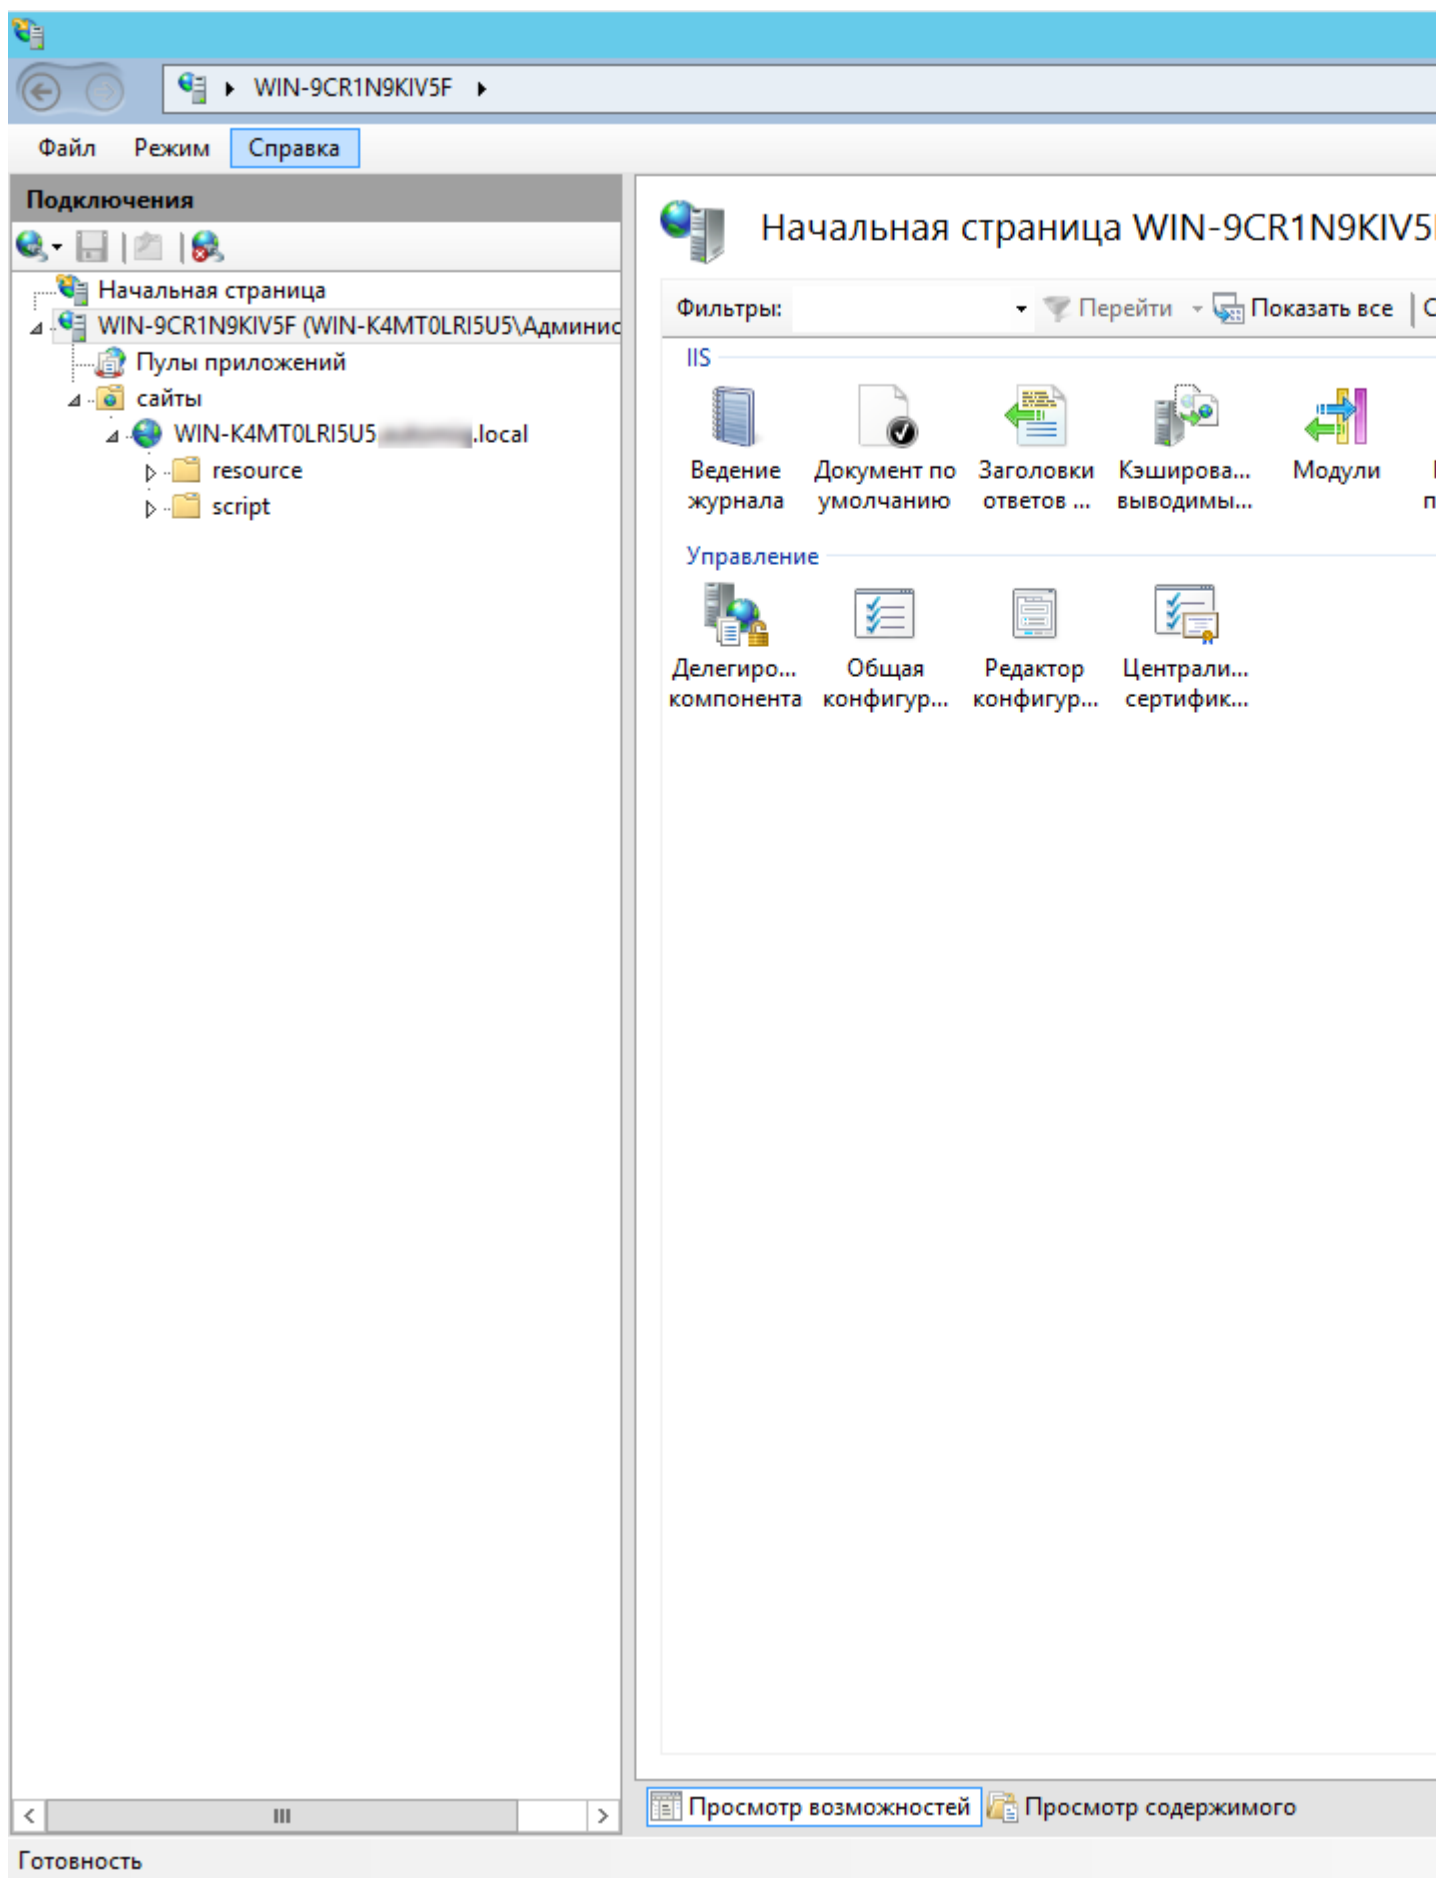 WIN-9CR1N9KIV5F
Файл Режим Справка
Подключения
Начальная страница
WIN-9CR1N9KIV5F (WIN-K4MT0LRI5U5\Админис
Пулы приложений
сайты
WIN-K4MT0LRI5U5 .local
resource
script
Начальная страница WIN-9CR1N9KIV5
Фильтры: Перейти Показать все
IIS
Ведение журнала
Документ по умолчанию
Заголовки ответов ...
Кэширова... выводимы...
Модули
Управление
Делегиро... компонента
Общая конфигур...
Редактор конфигур...
Централи... сертифик...
Просмотр возможностей Просмотр содержимого
Готовность